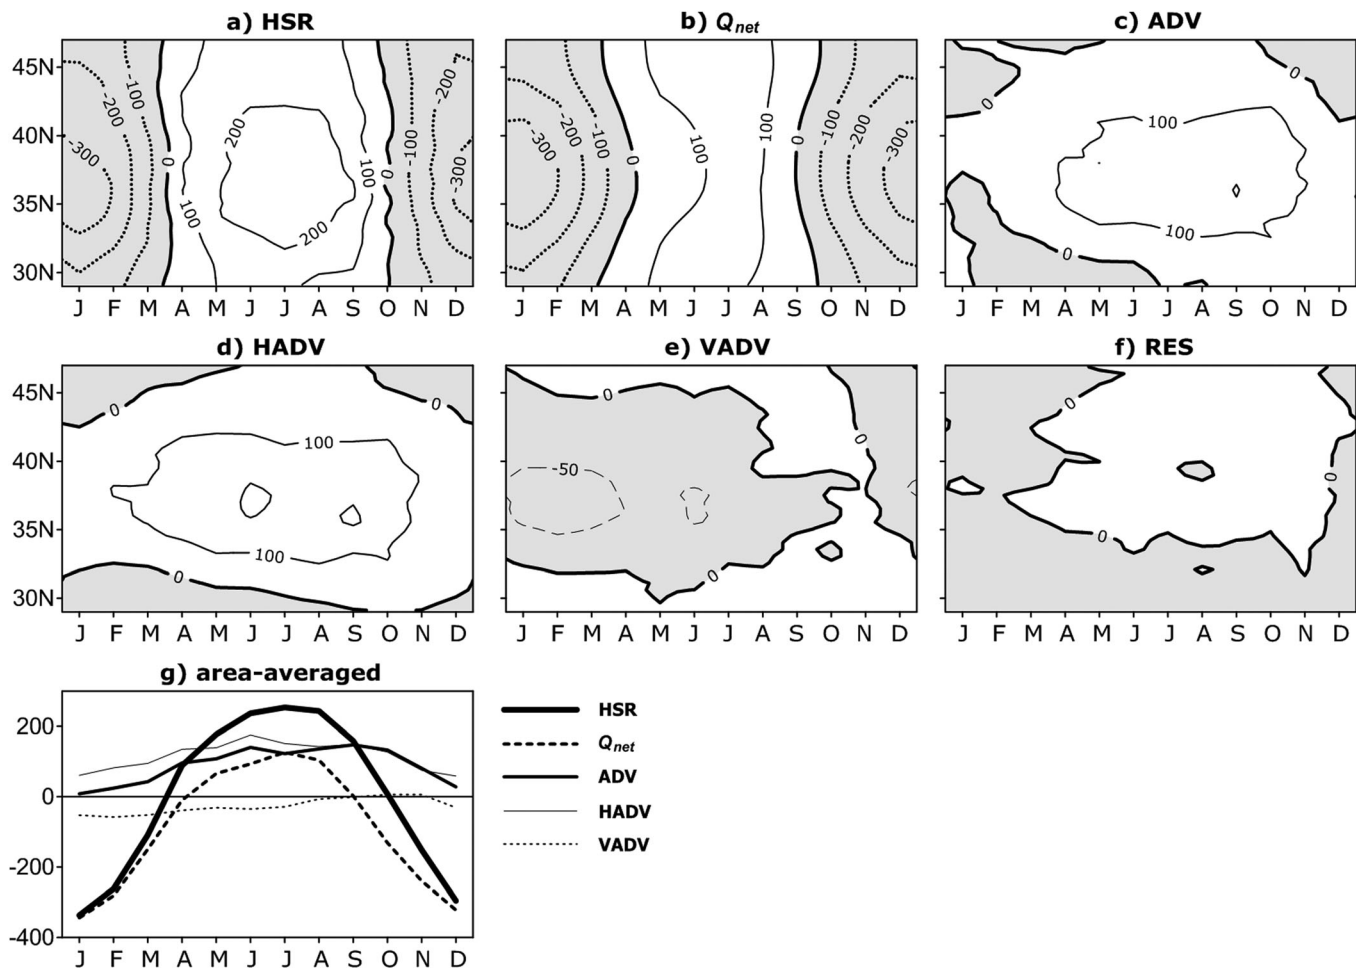 a) HSR
b) Qnet
c) ADV
45N
40N
35N
30N
-300
-200
-100
0
100
200
200
100
0
-100
-200
-300
-300
-200
-100
0
100
100
0
-100
-200
-300
0
0
100
100
0
J F M A M J J A S O N D
J F M A M J J A S O N D
J F M A M J J A S O N D
d) HADV
e) VADV
f) RES
45N
40N
35N
30N
0
0
100
100
0
0
-50
0
0
0
0
0
J F M A M J J A S O N D
J F M A M J J A S O N D
J F M A M J J A S O N D
g) area-averaged
200
0
-200
-400
J F M A M J J A S O N D
HSR
Qnet
ADV
HADV
VADV